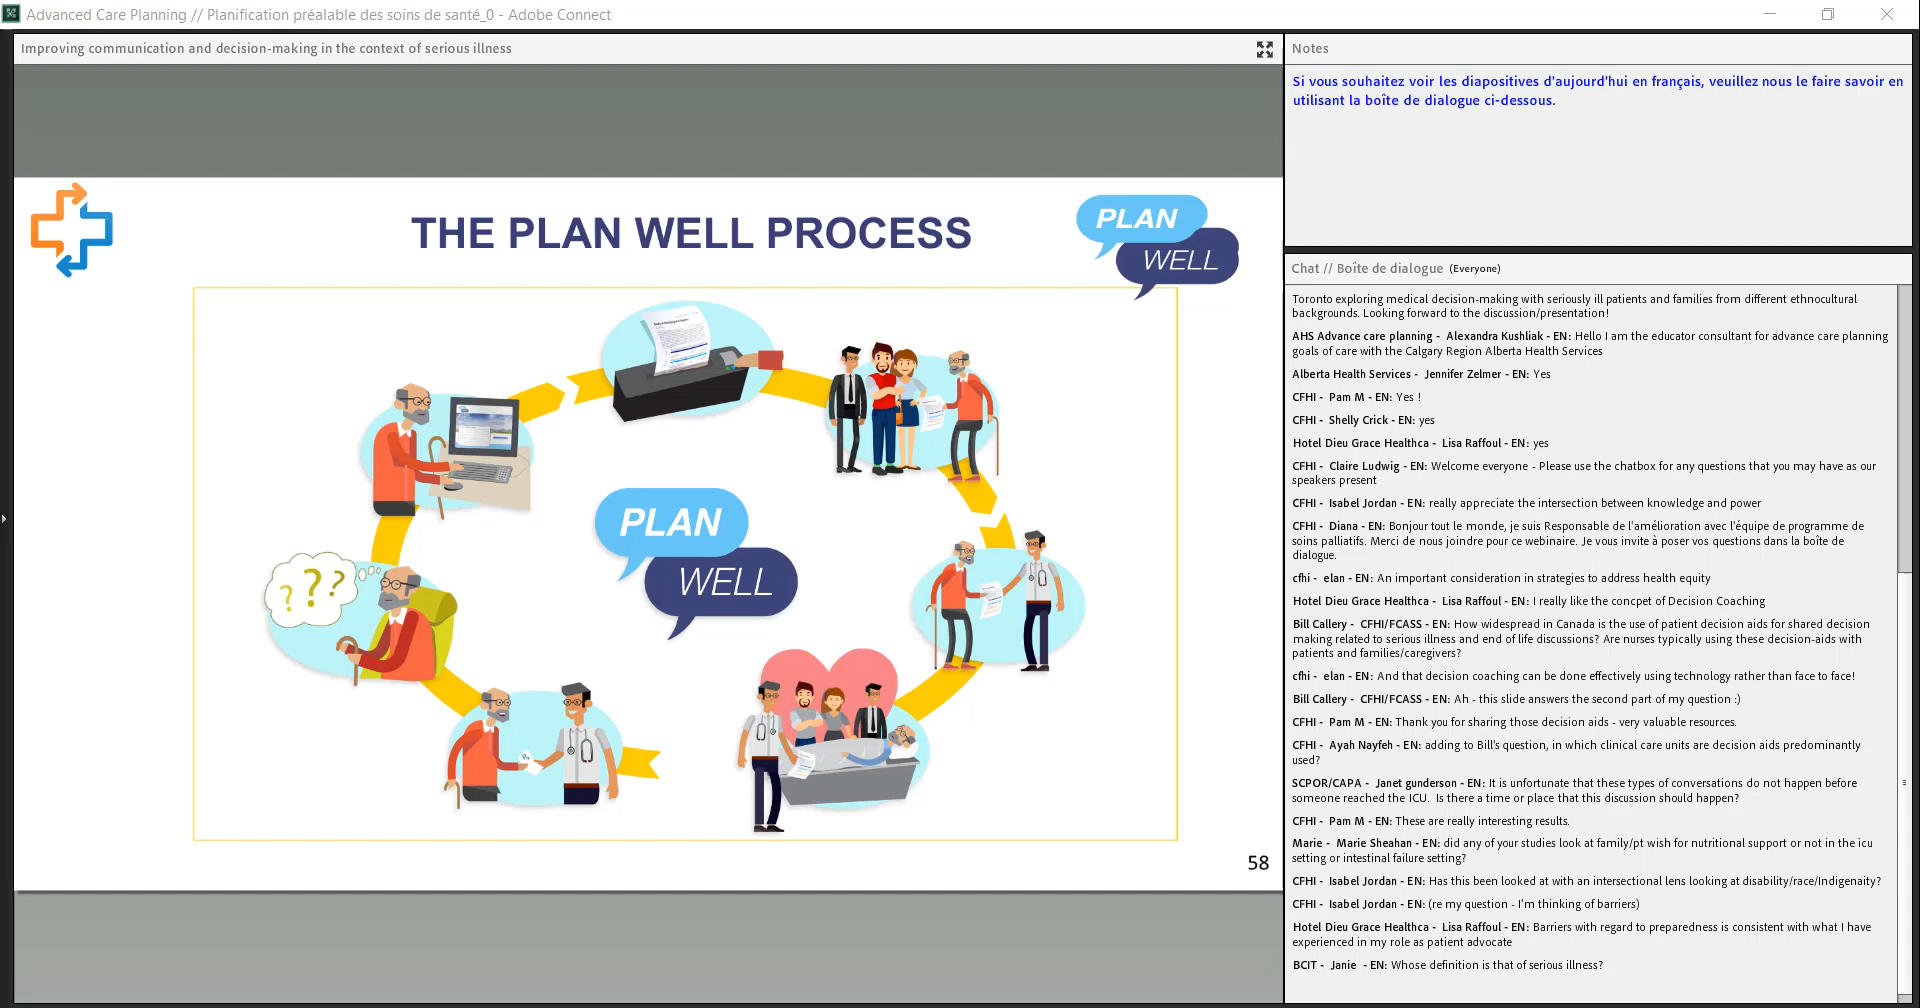 Advanced Care Planning // Planification préalable des soins de santé_0 - Adobe Connect
Improving communication and decision-making in the context of serious illness
THE PLAN WELL PROCESS
PLAN
WELL
? ? ?
PLAN
WELL
58
Notes
Si vous souhaitez voir les diapositives d'aujourd'hui en français, veuillez nous le faire savoir en
utilisant la boîte de dialogue ci-dessous.
Chat // Boîte de dialogue (Everyone)
Toronto exploring medical decision-making with seriously ill patients and families from different ethnocultural
backgrounds. Looking forward to the discussion/presentation!
AHS Advance care planning - Alexandra Kushliak - EN: Hello I am the educator consultant for advance care planning
goals of care with the Calgary Region Alberta Health Services
Alberta Health Services - Jennifer Zelmer - EN: Yes
CFHI - Pam M - EN: Yes !
CFHI - Shelly Crick - EN: yes
Hotel Dieu Grace Healthca - Lisa Raffoul - EN: yes
CFHI - Claire Ludwig - EN: Welcome everyone - Please use the chatbox for any questions that you may have as our
speakers present
CFHI - Isabel Jordan - EN: really appreciate the intersection between knowledge and power
CFHI - Diana - EN: Bonjour tout le monde, je suis Responsable de l'amélioration avec l'équipe de programme de
soins palliatifs. Merci de nous joindre pour ce webinaire. Je vous invite à poser vos questions dans la boîte de
dialogue.
cfhi - elan - EN: An important consideration in strategies to address health equity
Hotel Dieu Grace Healthca - Lisa Raffoul - EN: I really like the concpet of Decision Coaching
Bill Callery - CFHI/FCASS - EN: How widespread in Canada is the use of patient decision aids for shared decision
making related to serious illness and end of life discussions? Are nurses typically using these decision-aids with
patients and families/caregivers?
cfhi - elan - EN: And that decision coaching can be done effectively using technology rather than face to face!
Bill Callery - CFHI/FCASS - EN: Ah - this slide answers the second part of my question :)
CFHI - Pam M - EN: Thank you for sharing those decision aids - very valuable resources.
CFHI - Ayah Nayfeh - EN: adding to Bill's question, in which clinical care units are decision aids predominantly
used?
SCPOR/CAPA - Janet gunderson - EN: It is unfortunate that these types of conversations do not happen before
someone reached the ICU. Is there a time or place that this discussion should happen?
CFHI - Pam M - EN: These are really interesting results.
Marie - Marie Sheahan - EN: did any of your studies look at family/pt wish for nutritional support or not in the icu
setting or intestinal failure setting?
CFHI - Isabel Jordan - EN: Has this been looked at with an intersectional lens looking at disability/race/Indigenaity?
CFHI - Isabel Jordan - EN: (re my question - I'm thinking of barriers)
Hotel Dieu Grace Healthca - Lisa Raffoul - EN: Barriers with regard to preparedness is consistent with what I have
experienced in my role as patient advocate
BCIT - Janie - EN: Whose definition is that of serious illness?